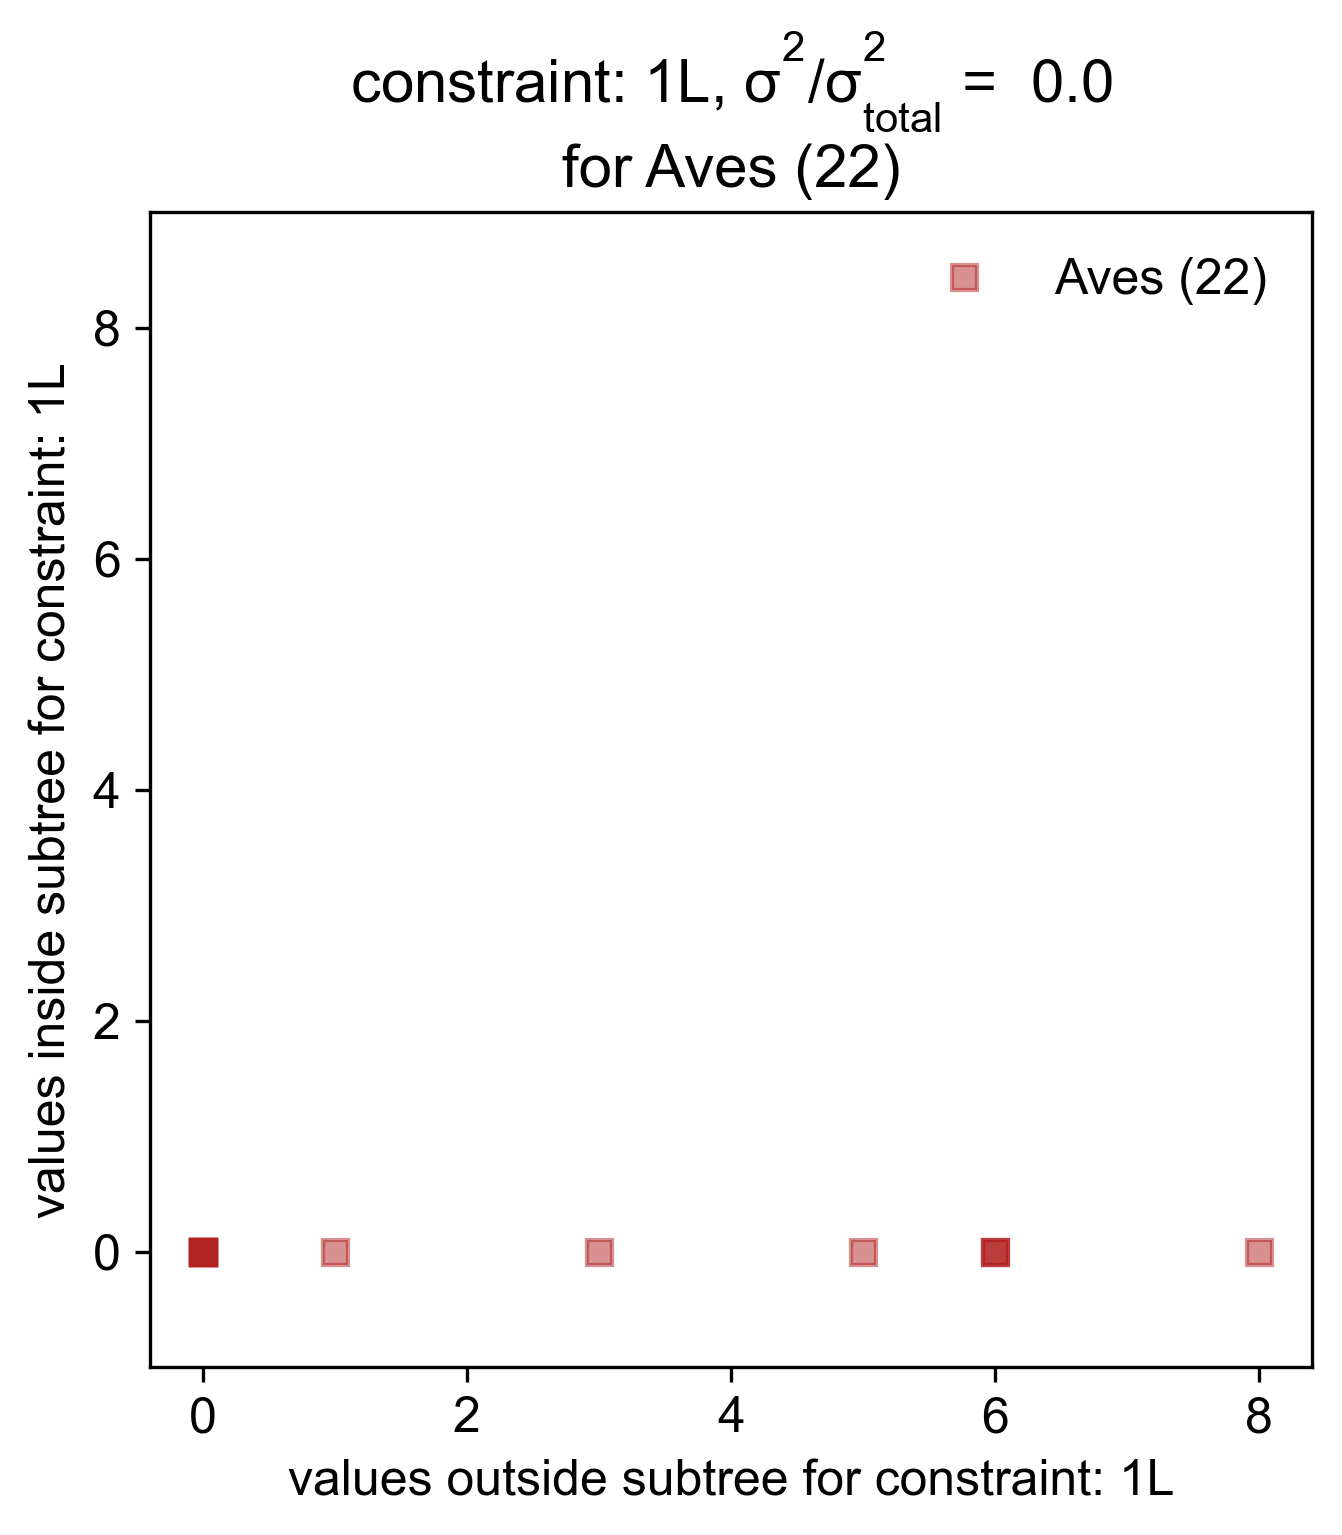 constraint: 1L, σ²/σ²total = 0.0
for Aves (22)
Aves (22)
8
6
4
2
0
values inside subtree for constraint: 1L
0 2 4 6 8
values outside subtree for constraint: 1L